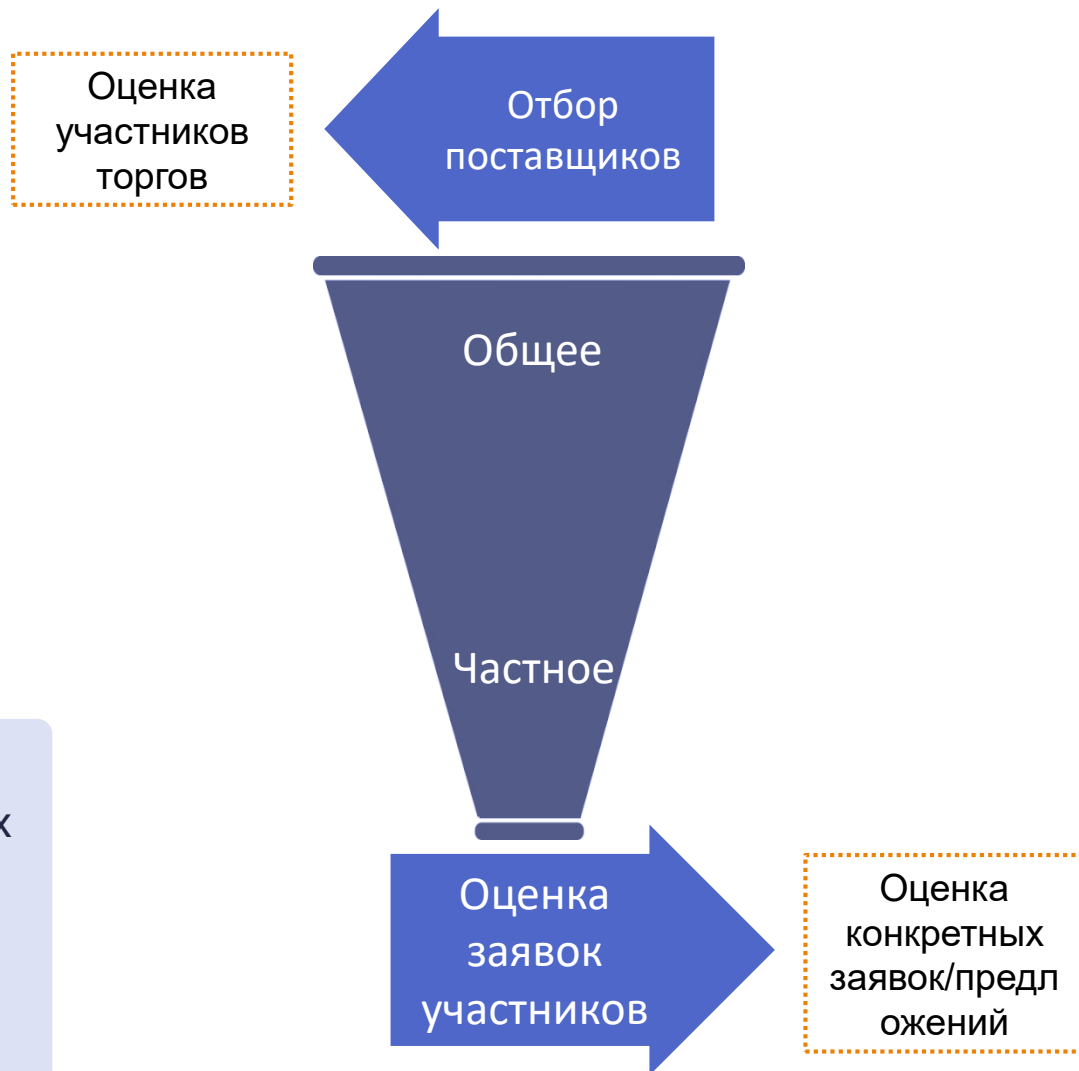 Оценка
участников
торгов
Отбор
поставщиков
Общее
Частное
х
Оценка
заявок
участников
Оценка
конкретных
заявок/предл
ожений